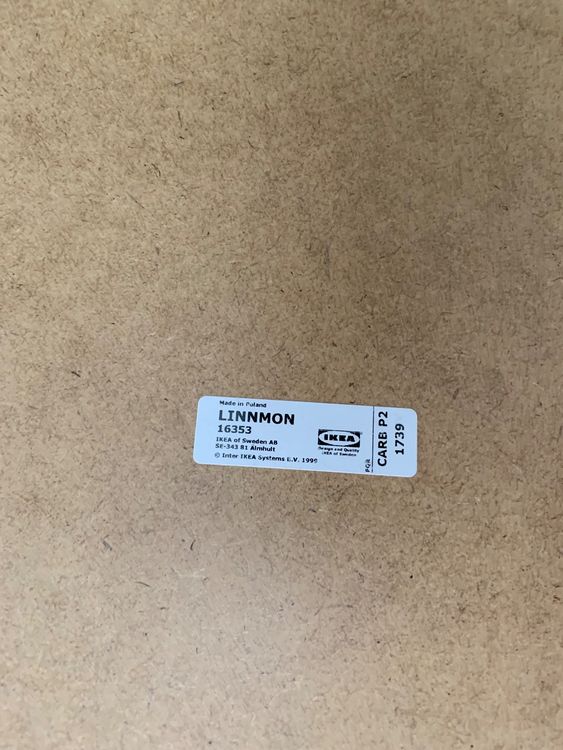 Made in Poland
LINNMON
16353
IKEA of Sweden AB
SE-343 81 Älmhult
© Inter IKEA Systems B.V. 1999
IKEA
Design and Quality
IKEA of Sweden
PGR
CARB P2
1739